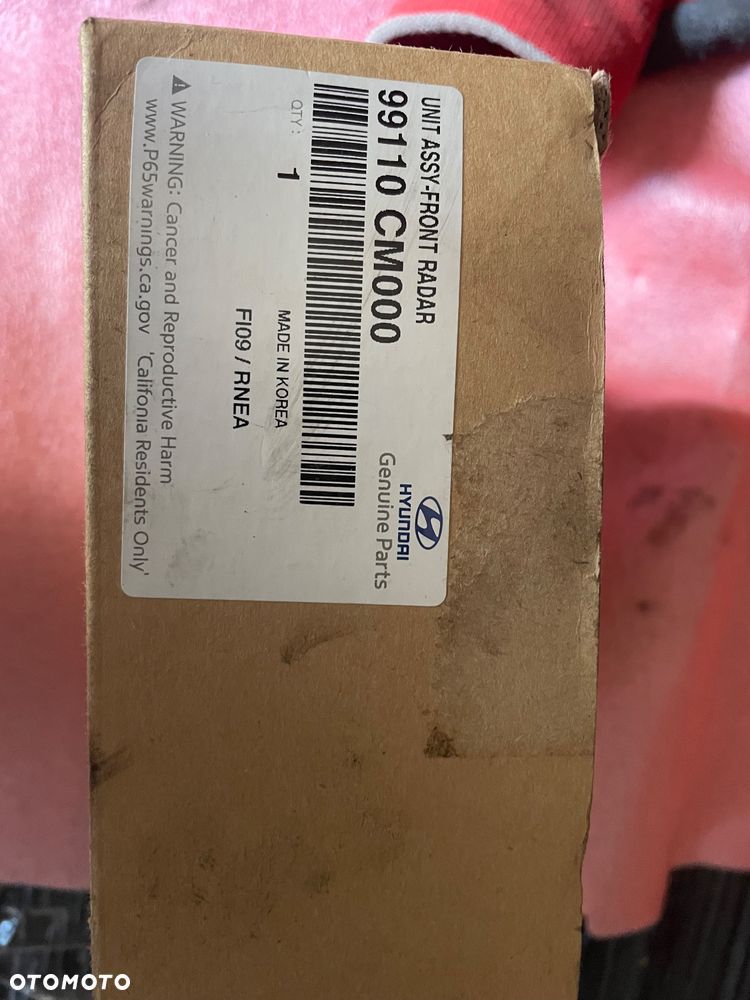 UNIT ASSY-FRONT RADAR
99110 CM000
HYUNDAI
Genuine Parts
QTY : 1
MADE IN KOREA
FI09 / RNEA
WARNING: Cancer and Reproductive Harm
www.P65warnings.ca.gov 'Califonia Residents Only'
OTOMOTO